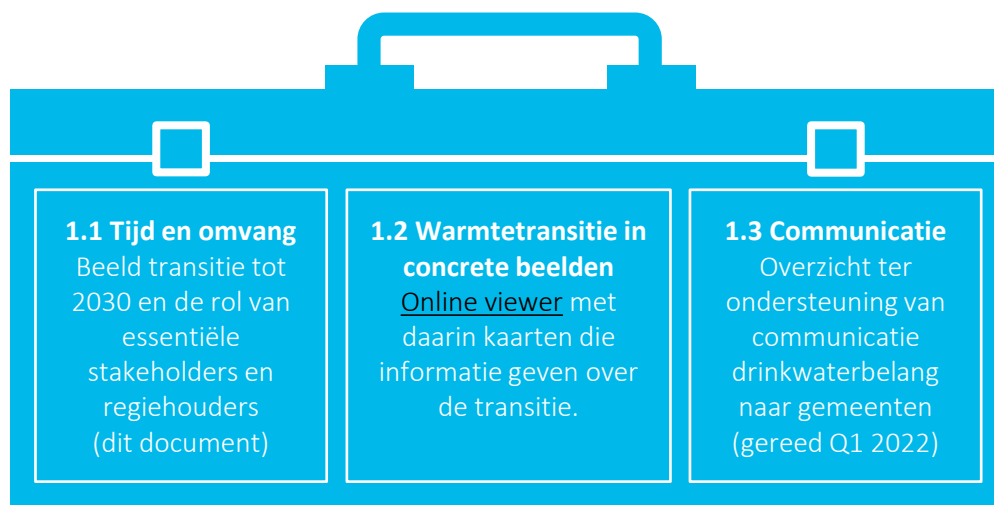 1.1 Tijd en omvang
Beeld transitie tot
2030 en de rol van
essentiële
stakeholders en
regiehouders
(dit document)
1.2 Warmtetransitie in
concrete beelden
Online viewer met
daarin kaarten die
informatie geven over
de transitie.
1.3 Communicatie
Overzicht ter
ondersteuning van
communicatie
drinkwaterbelang
naar gemeenten
(gereed Q1 2022)